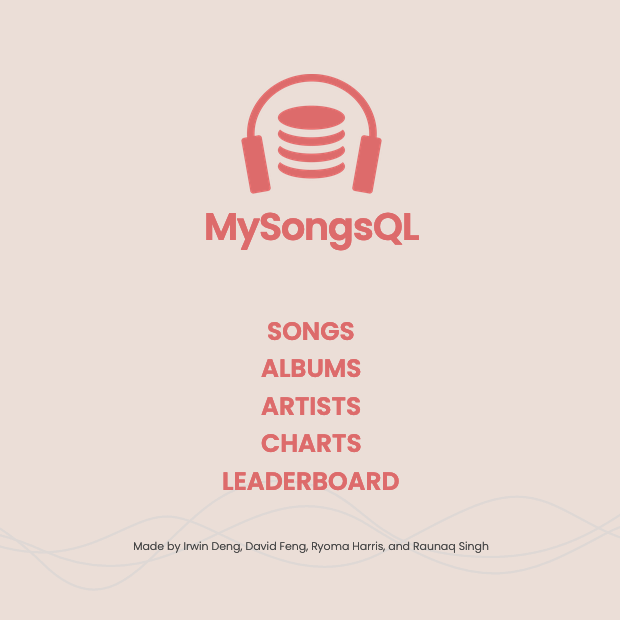 MySongsQL
SONGS
ALBUMS
ARTISTS
CHARTS
LEADERBOARD
Made by Irwin Deng, David Feng, Ryoma Harris, and Raunaq Singh